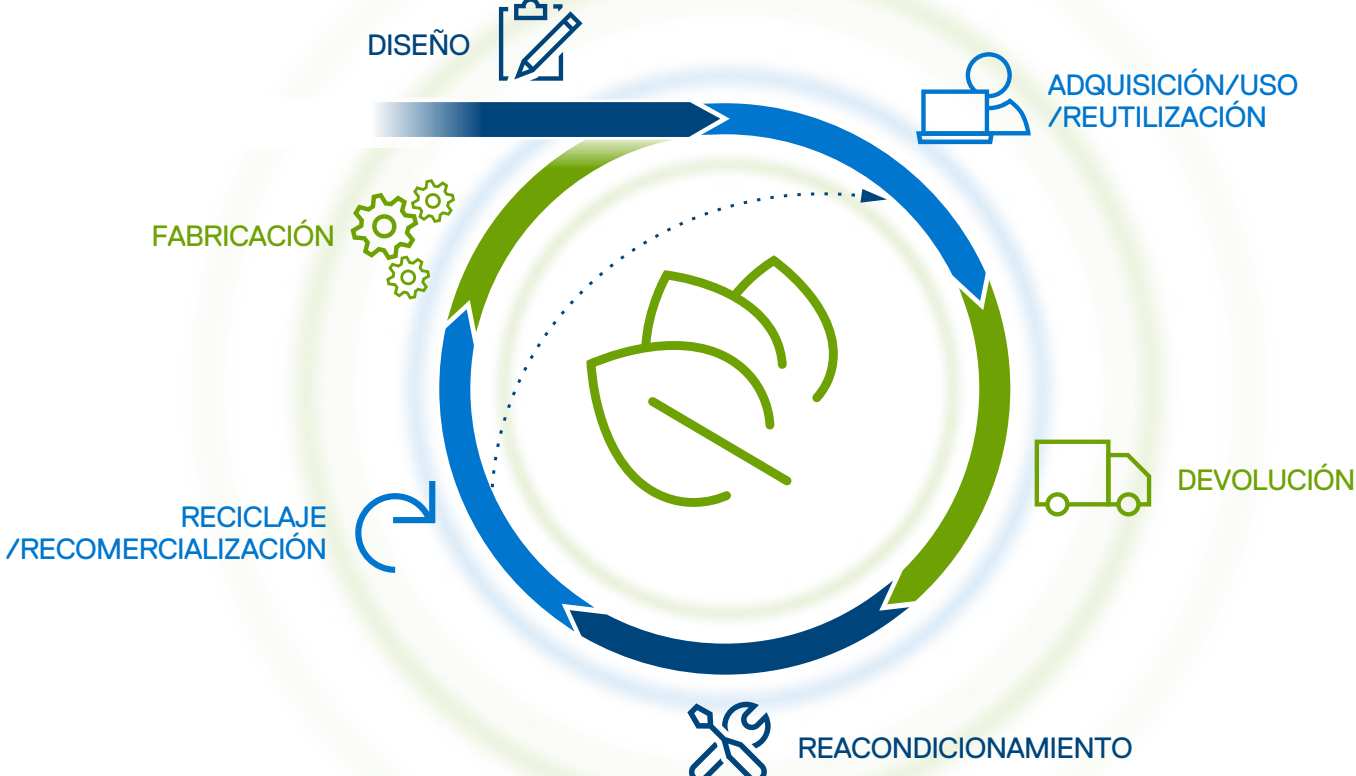 DISEÑO
ADQUISICIÓN/USO
/REUTILIZACIÓN
FABRICACIÓN
DEVOLUCIÓN
RECICLAJE
/RECOMERCIALIZACIÓN
REACONDICIONAMIENTO